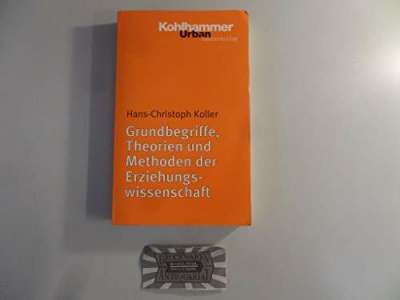 Kohlhammer
Urban
Hans-Christoph Koller
Grundbegriffe,
Theorien und
Methoden der
Erziehungs-
wissenschaft